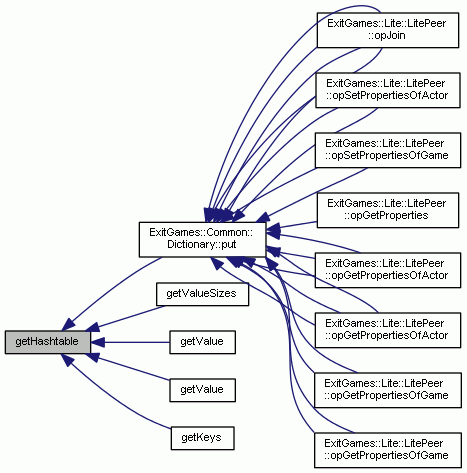 ExitGames::Lite::LitePeer
::opJoin
ExitGames::Lite::LitePeer
::opSetPropertiesOfActor
ExitGames::Lite::LitePeer
::opSetPropertiesOfGame
ExitGames::Lite::LitePeer
::opGetProperties
ExitGames::Common::
Dictionary::put
ExitGames::Lite::LitePeer
::opGetPropertiesOfActor
getValueSizes
ExitGames::Lite::LitePeer
::opGetPropertiesOfActor
getHashtable
getValue
getValue
ExitGames::Lite::LitePeer
::opGetPropertiesOfGame
getKeys
ExitGames::Lite::LitePeer
::opGetPropertiesOfGame